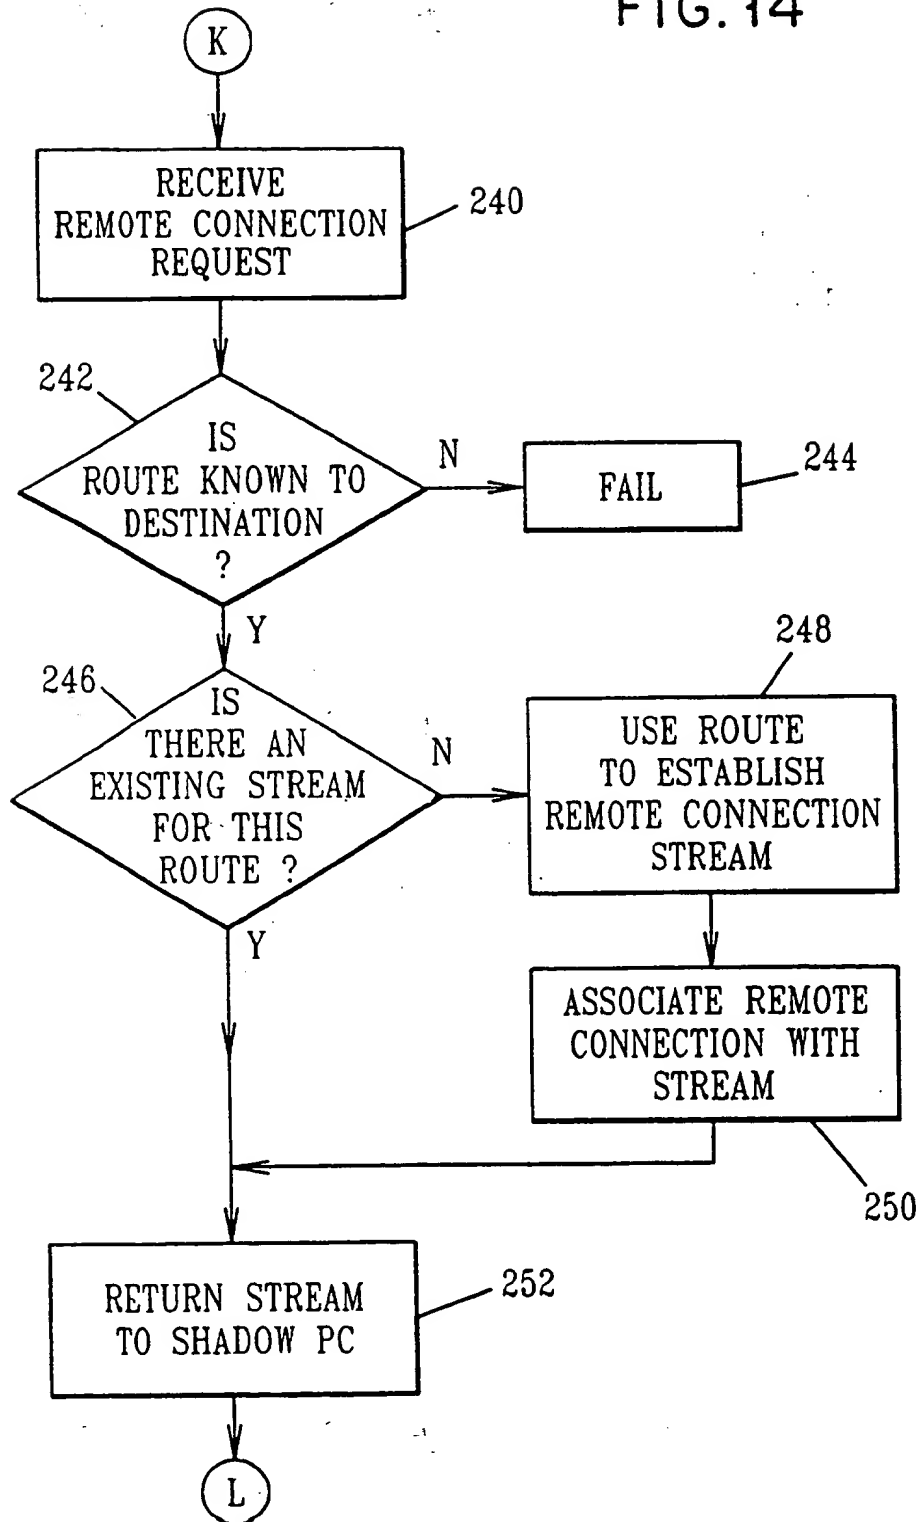 FIG. 14
K
RECEIVE
REMOTE CONNECTION
REQUEST
240
242
IS
ROUTE KNOWN TO
DESTINATION
?
N
FAIL
244
Y
246
IS
THERE AN
EXISTING STREAM
FOR THIS
ROUTE ?
N
248
USE ROUTE
TO ESTABLISH
REMOTE CONNECTION
STREAM
Y
ASSOCIATE REMOTE
CONNECTION WITH
STREAM
250
RETURN STREAM
TO SHADOW PC
252
L